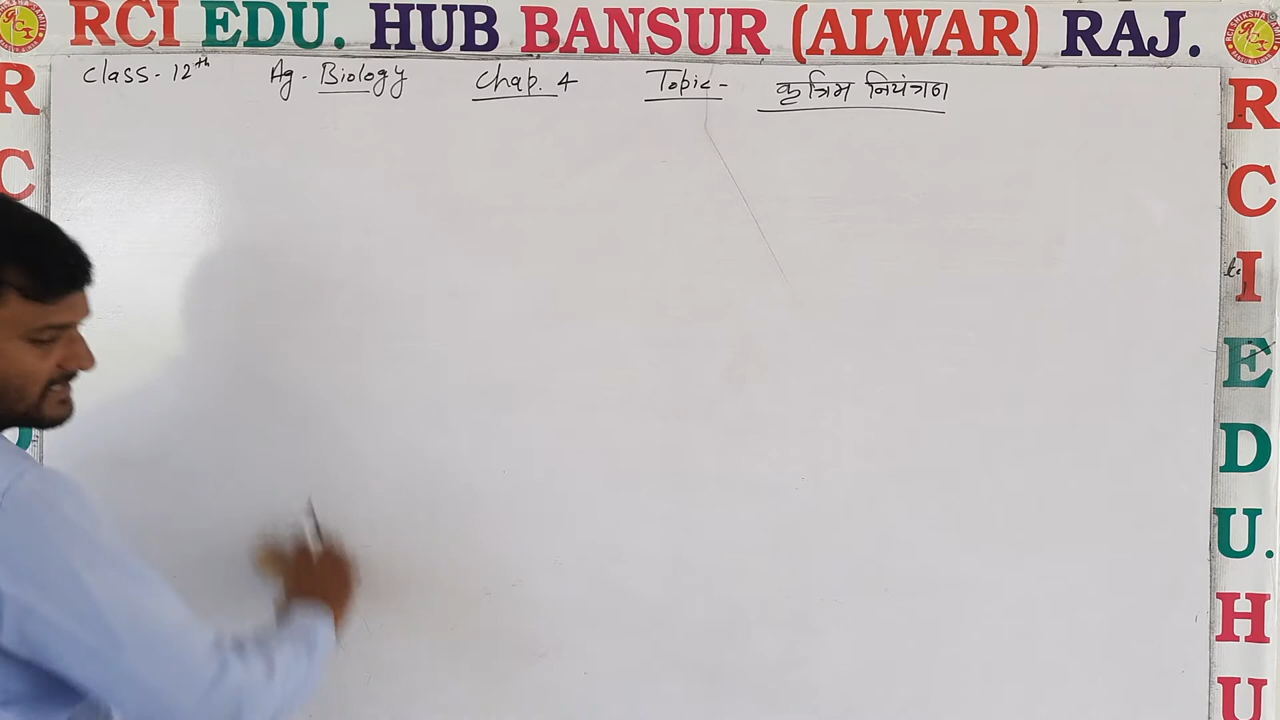 RCI EDU. HUB BANSUR (ALWAR) RAJ.
Class-12th Ag. Biology Chap. 4 Topic- कृत्रिम नियंत्रण
R
C
R
C
I
E
D
U.
H
U